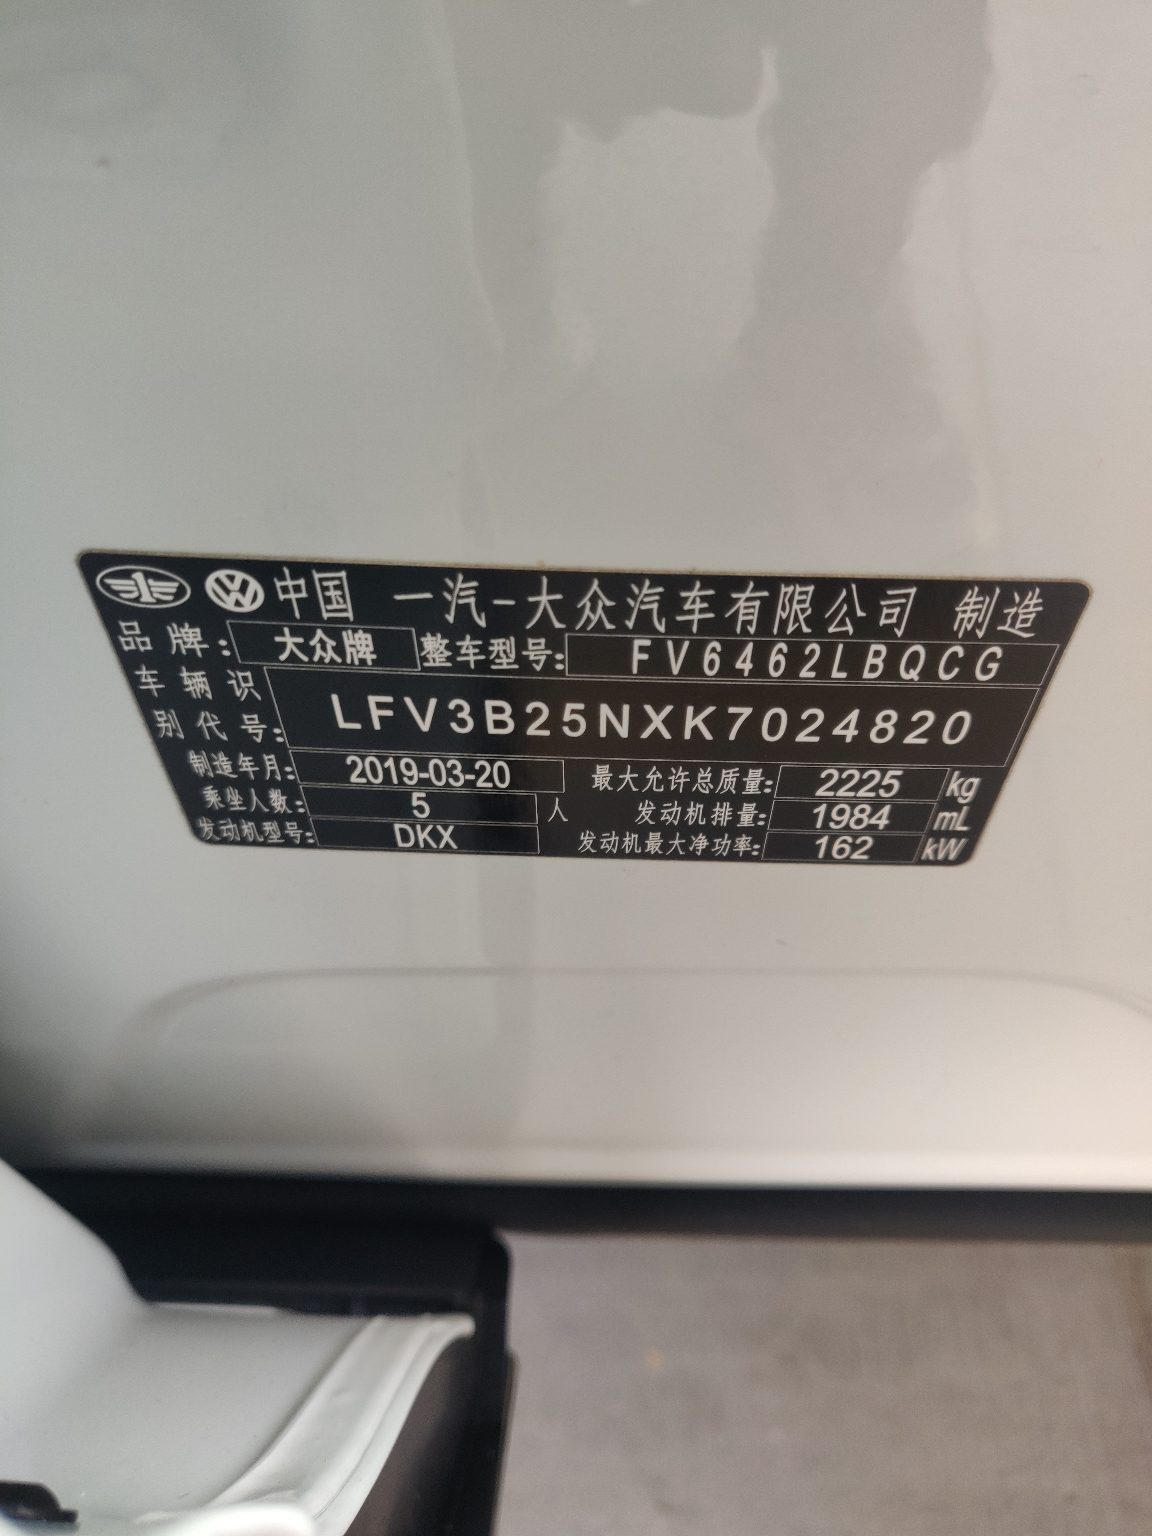 中国 一汽-大众汽车有限公司 制造
品牌: 大众牌 整车型号: FV6462LBQCG
车辆识别代号: LFV3B25NXK7024820
制造年月: 2019-03-20 最大允许总质量: 2225 kg
乘坐人数: 5 人 发动机排量: 1984 mL
发动机型号: DKX 发动机最大净功率: 162 kW